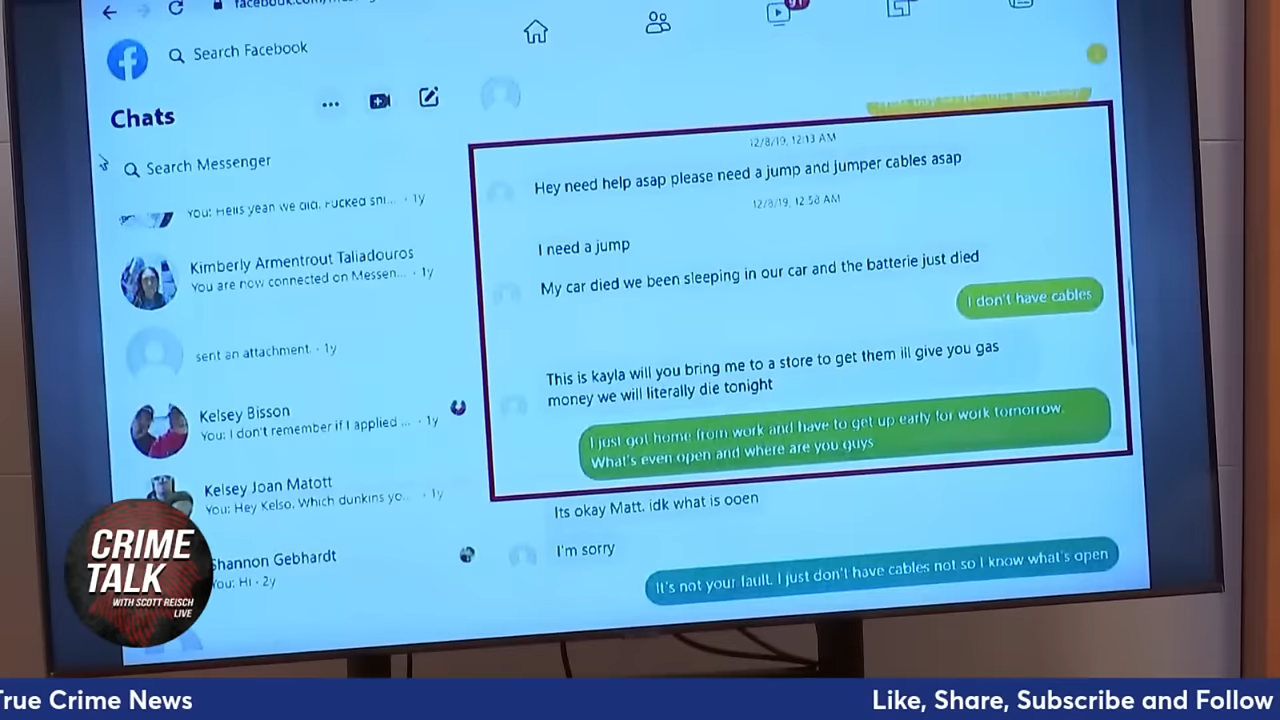 Search Facebook
Chats
Search Messenger
You: Hells yeah we did. Fucked sni... · 1y
Kimberly Armentrout Taliadouros
You are now connected on Messen... · 1y
sent an attachment. · 1y
Kelsey Bisson
You: I don't remember if I applied ... · 1y
Kelsey Joan Matott
You: Hey Kelso. Which dunkins yo... · 1y
Shannon Gebhardt
You: Hi · 2y
91
12/8/19, 12:13 AM
Hey need help asap please need a jump and jumper cables asap
12/8/19, 12:58 AM
I need a jump
My car died we been sleeping in our car and the batterie just died
I don't have cables
This is kayla will you bring me to a store to get them ill give you gas
money we will literally die tonight
I just got home from work and have to get up early for work tomorrow.
What's even open and where are you guys
Its okay Matt. idk what is ooen
I'm sorry
It's not your fault. I just don't have cables not so I know what's open
CRIME
TALK
WITH SCOTT REISCH
LIVE
True Crime News
Like, Share, Subscribe and Follow